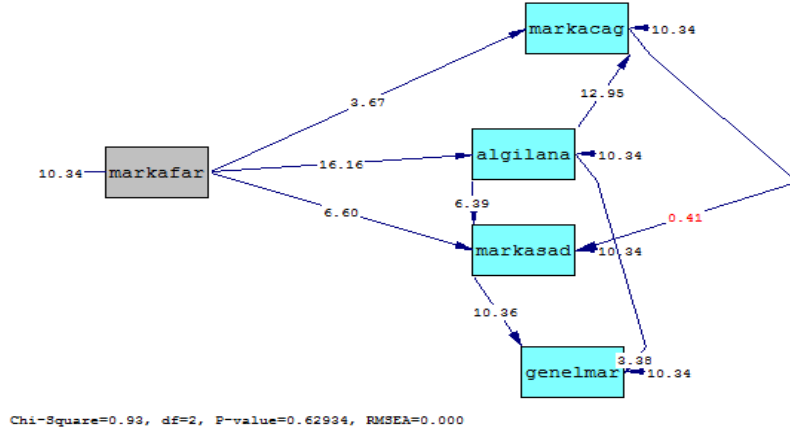 markacag
10.34
3.67
12.95
algilana
10.34
16.16
10.34
markafar
6.39
6.60
0.41
markasad
10.34
10.36
3.38
genelmar
10.34
Chi-Square=0.93, df=2, P-value=0.62934, RMSEA=0.000